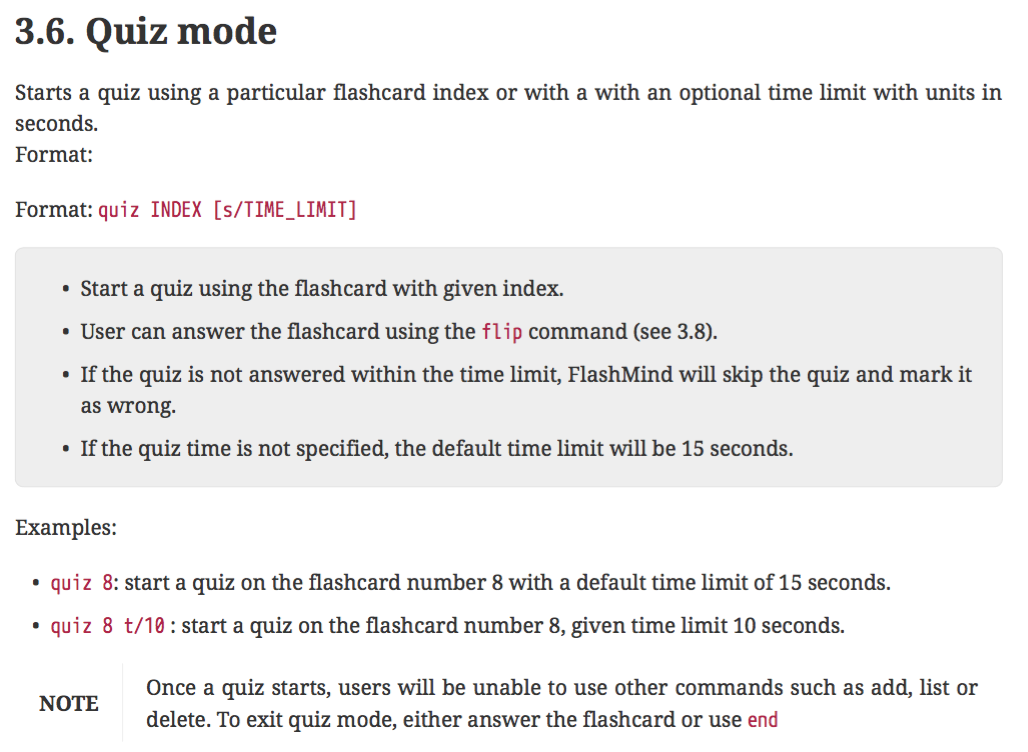 3.6. Quiz mode
Starts a quiz using a particular flashcard index or with a with an optional time limit with units in
seconds.
Format:
Format: quiz INDEX [s/TIME_LIMIT]
• Start a quiz using the flashcard with given index.
• User can answer the flashcard using the flip command (see 3.8).
• If the quiz is not answered within the time limit, FlashMind will skip the quiz and mark it
as wrong.
• If the quiz time is not specified, the default time limit will be 15 seconds.
Examples:
• quiz 8: start a quiz on the flashcard number 8 with a default time limit of 15 seconds.
• quiz 8 t/10 : start a quiz on the flashcard number 8, given time limit 10 seconds.
NOTE
Once a quiz starts, users will be unable to use other commands such as add, list or
delete. To exit quiz mode, either answer the flashcard or use end